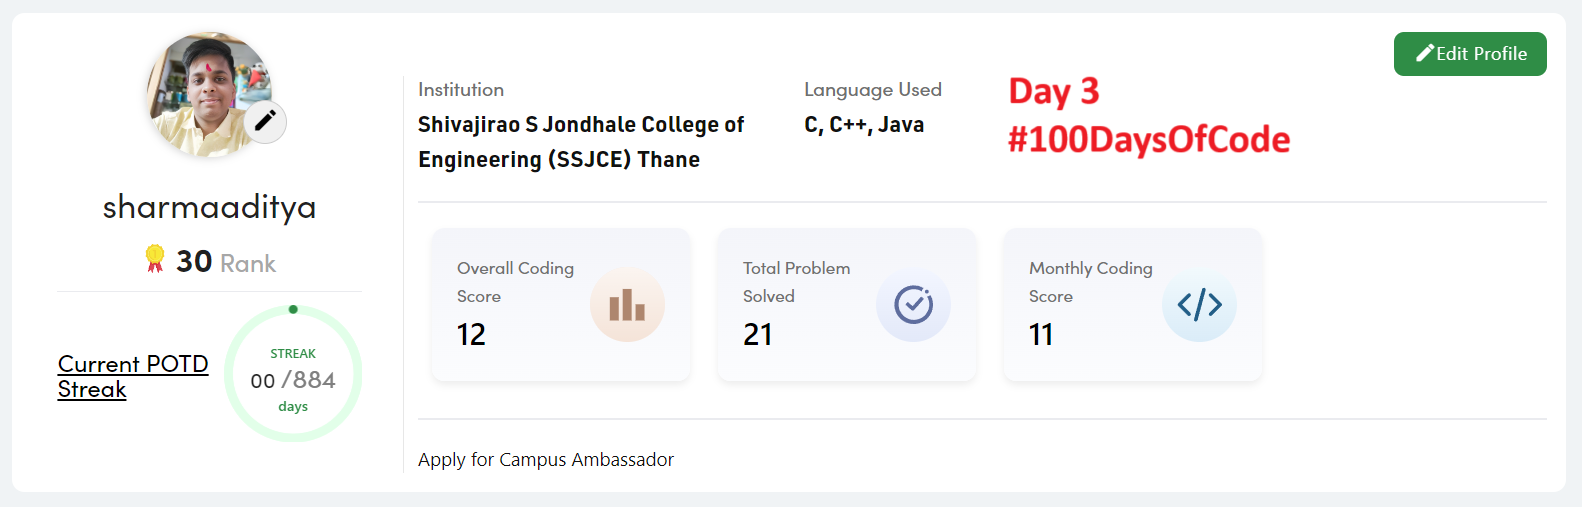 Edit Profile
Institution
Shivajirao S Jondhale College of
Engineering (SSJCE) Thane
Language Used
C, C++, Java
Day 3
#100DaysOfCode
sharmaaditya
30 Rank
Current POTD
Streak
STREAK
00 /884
days
Overall Coding
Score
12
Total Problem
Solved
21
Monthly Coding
Score
11
Apply for Campus Ambassador